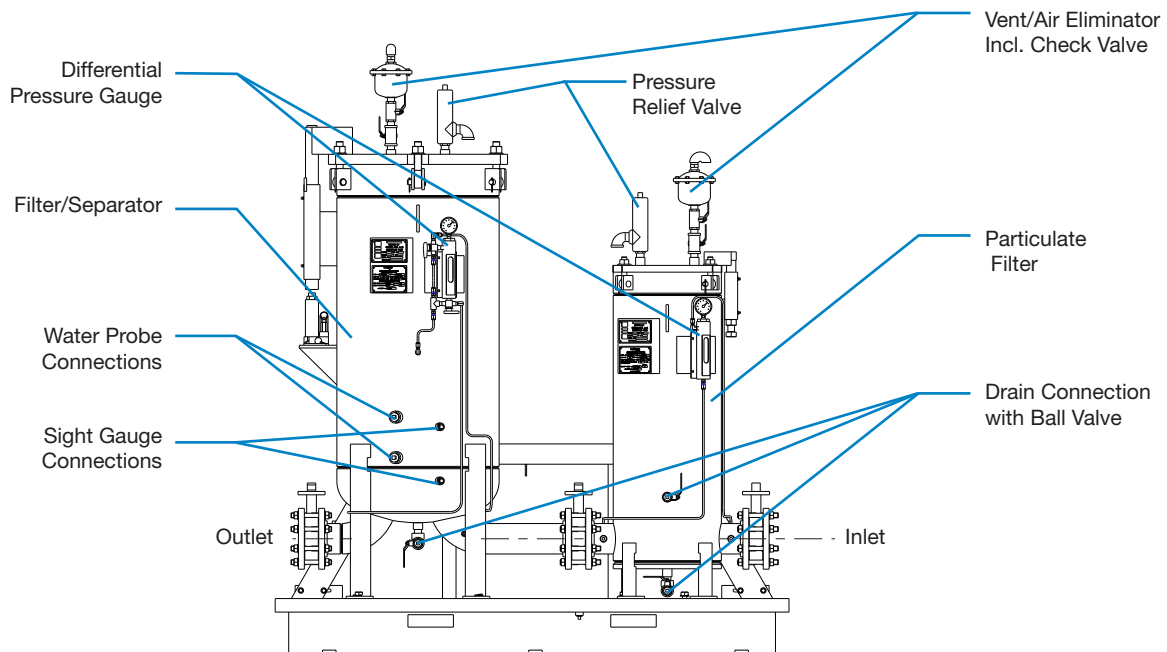 Vent/Air Eliminator
Incl. Check Valve
Differential
Pressure Gauge
Pressure
Relief Valve
Filter/Separator
Particulate
Filter
Water Probe
Connections
Drain Connection
with Ball Valve
Sight Gauge
Connections
Outlet
Inlet